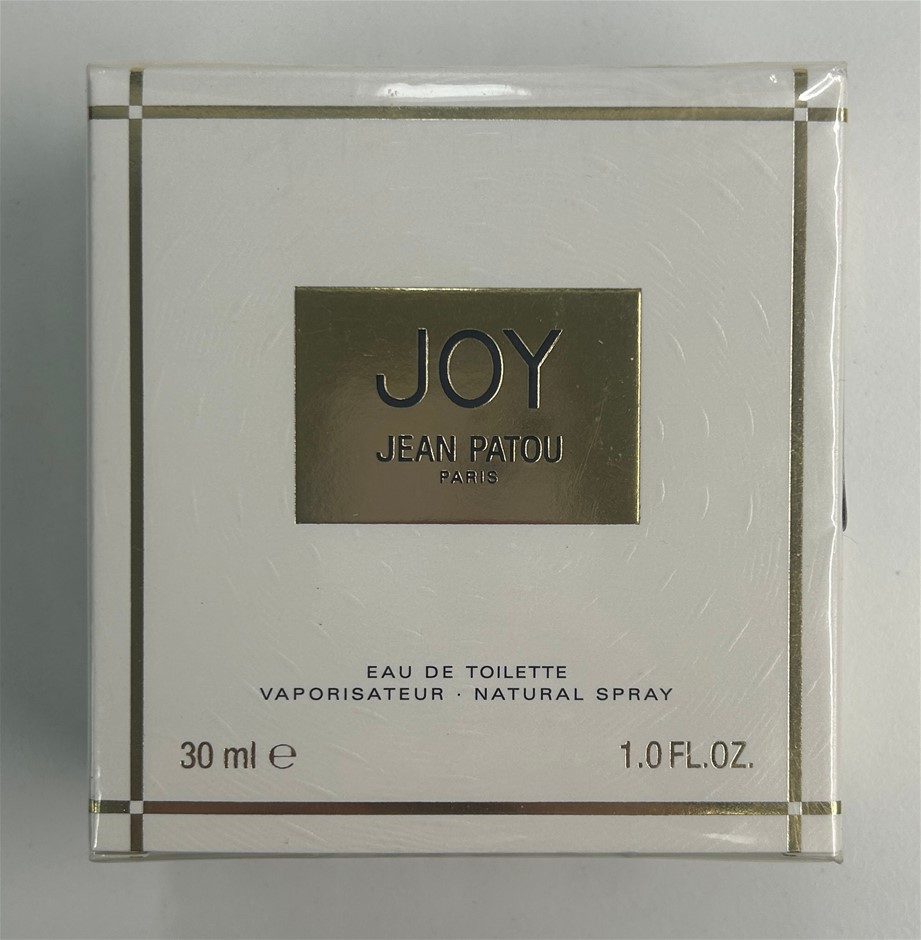 JOY
JEAN PATOU
PARIS
EAU DE TOILETTE
VAPORISATEUR · NATURAL SPRAY
30 ml ℮ 1.0 FL.OZ.